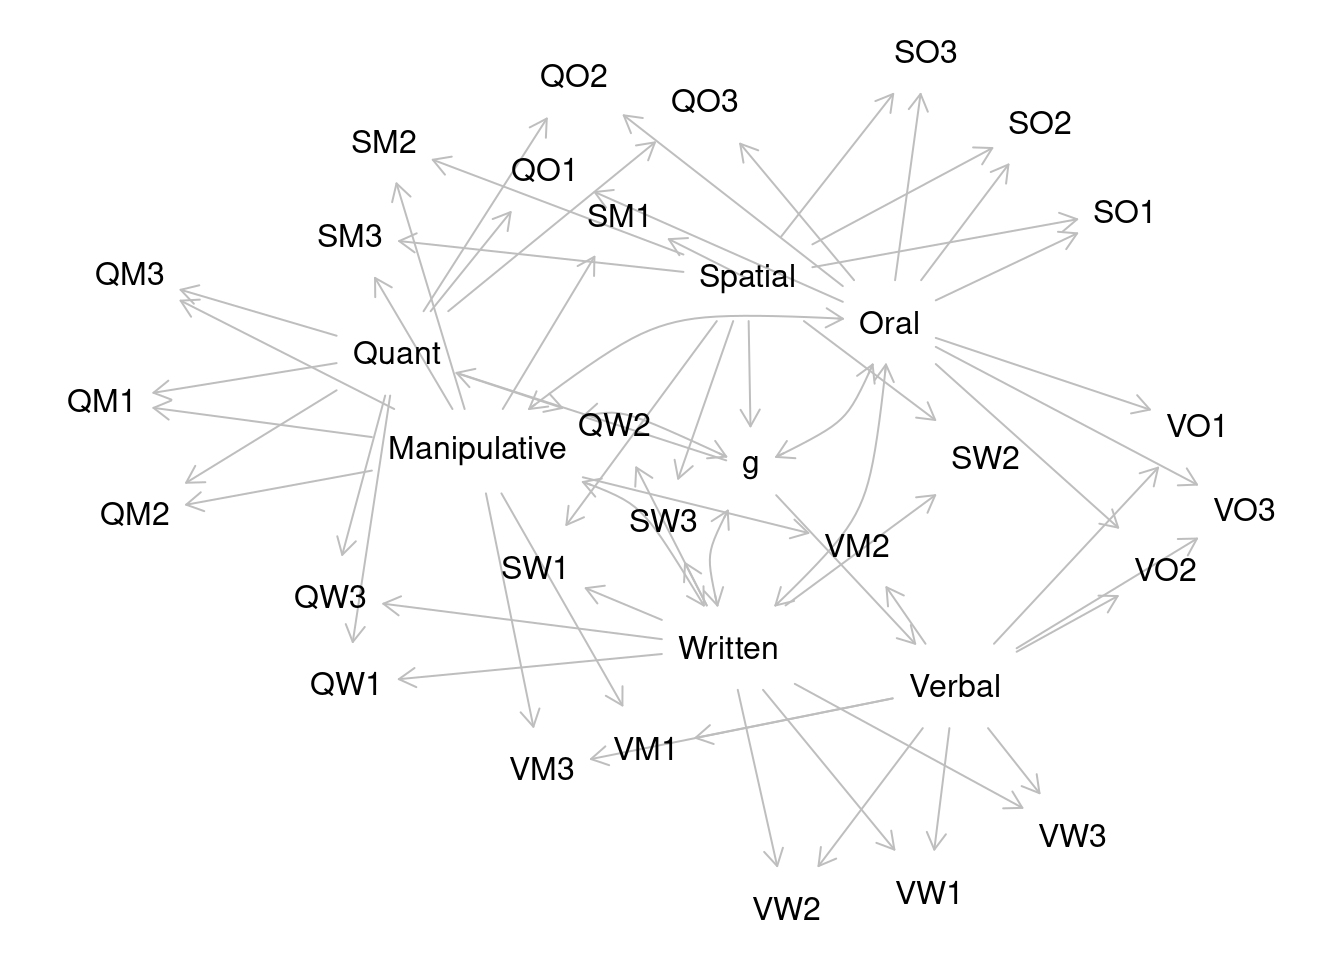 SO3
QO2
QO3
SO2
SM2
QO1
SO1
SM1
SM3
QM3
Spatial
Oral
Quant
QM1
QW2
VO1
Manipulative
g
SW2
VO3
QM2
SW3
VM2
SW1
VO2
QW3
Written
QW1
Verbal
VM1
VM3
VW3
VW1
VW2